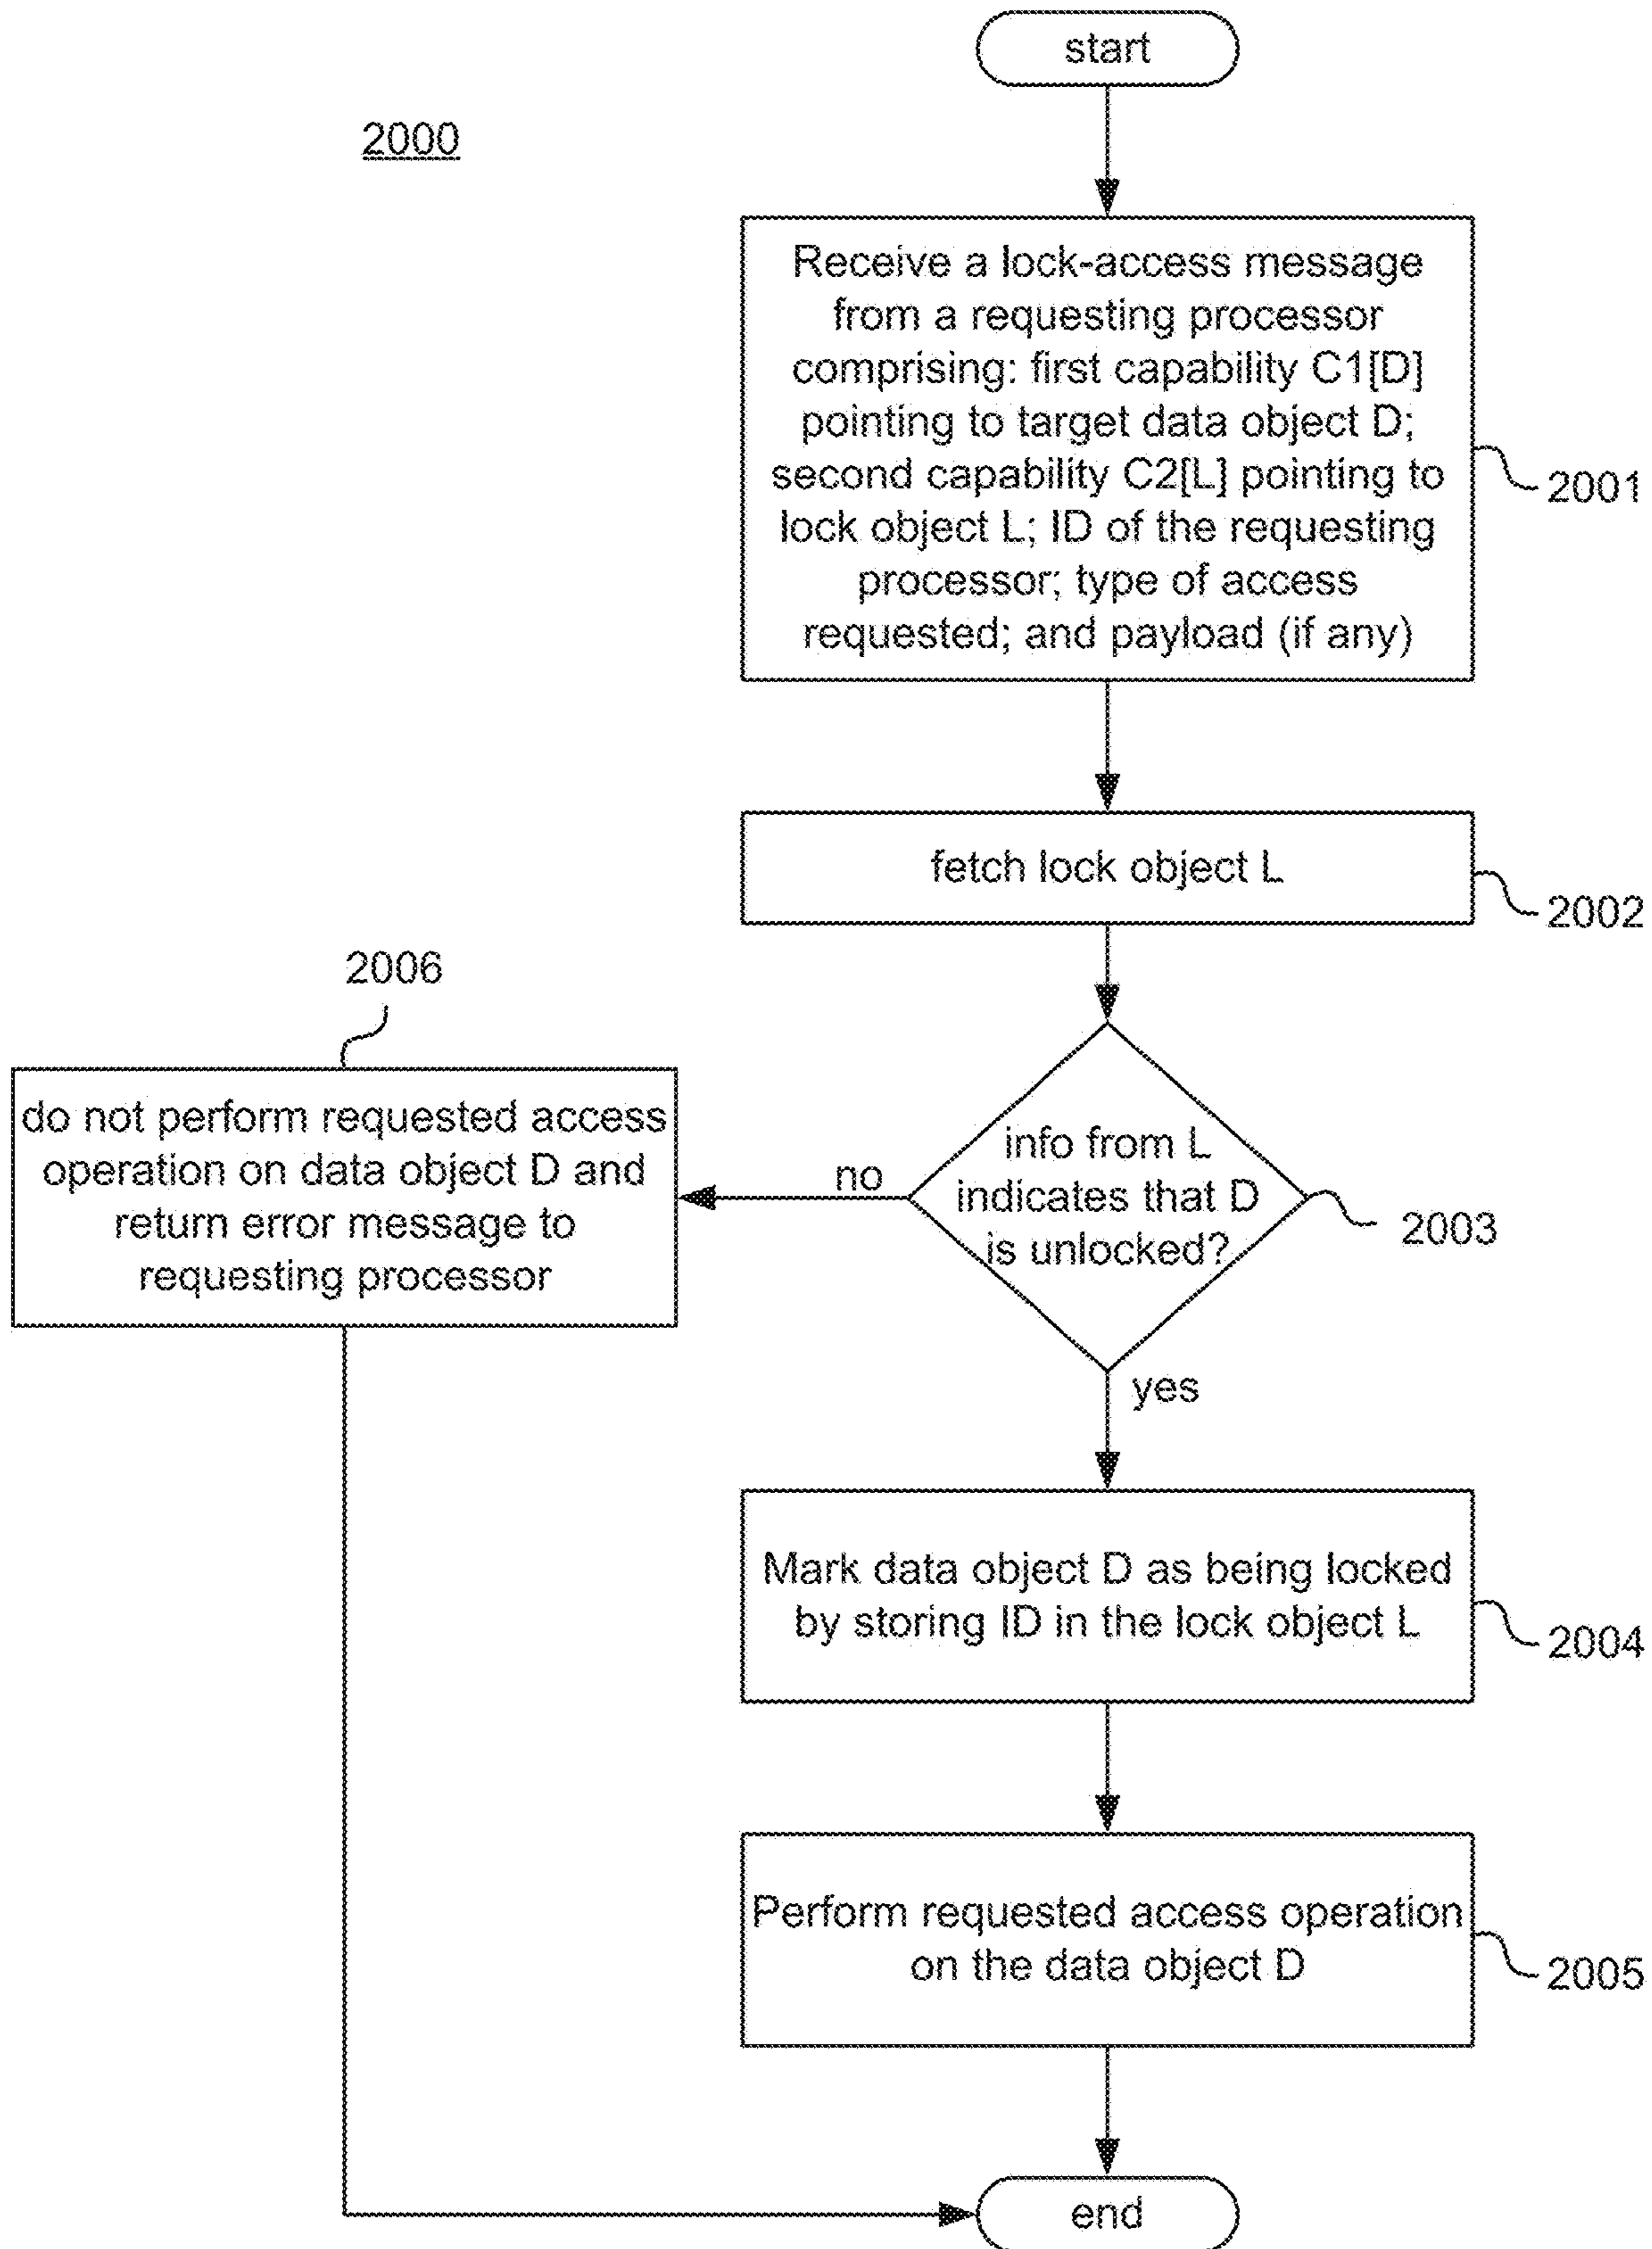 start
2000
Receive a lock-access message
from a requesting processor
comprising: first capability C1[D]
pointing to target data object D;
second capability C2[L] pointing to
lock object L; ID of the requesting
processor; type of access
requested; and payload (if any)
2001
fetch lock object L
2002
2006
do not perform requested access
operation on data object D and
return error message to
requesting processor
no
info from L
indicates that D
is unlocked?
2003
yes
Mark data object D as being locked
by storing ID in the lock object L
2004
Perform requested access operation
on the data object D
2005
end